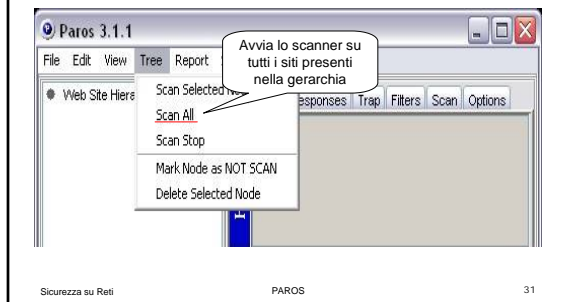 Paros 3.1.1
File Edit View Tree Report
Avvia lo scanner su
tutti i siti presenti
nella gerarchia
Web Site Hiera
Scan Selected
esponses Trap Filters Scan Options
Scan All
Scan Stop
Mark Node as NOT SCAN
Delete Selected Node
Sicurezza su Reti PAROS 31